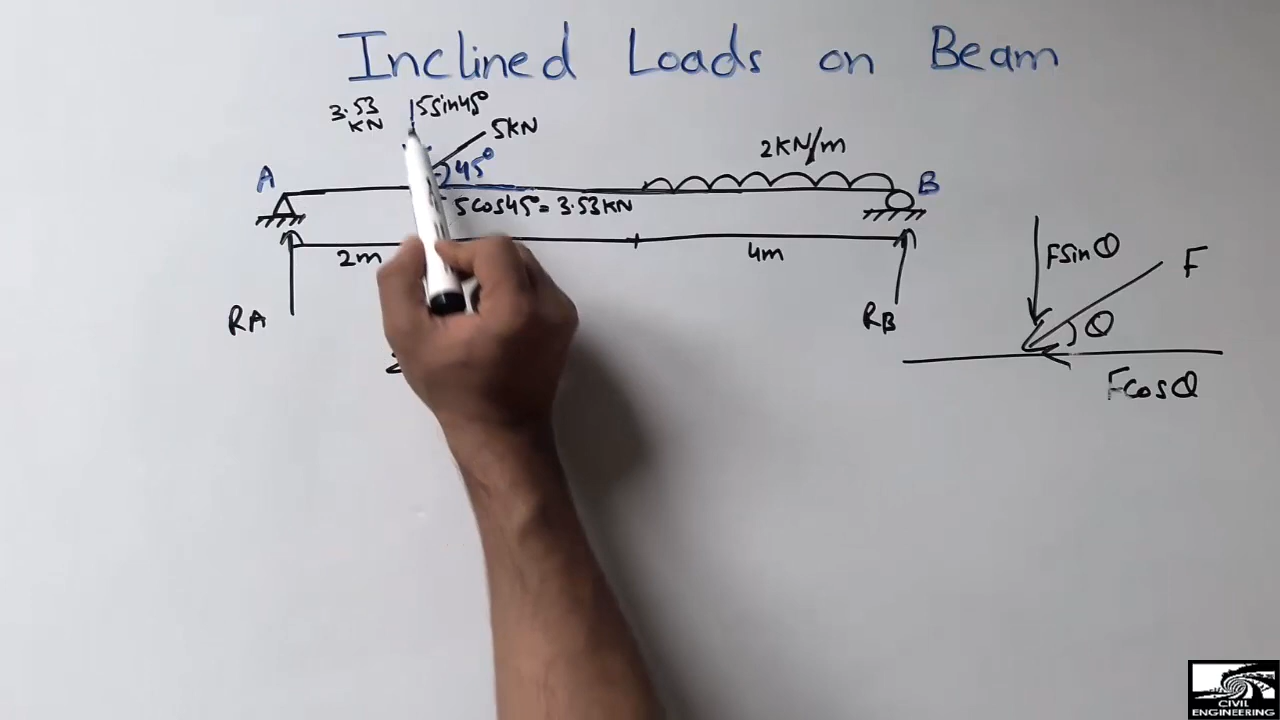 Inclined Loads on Beam
3.53
KN
5sin45°
5KN
45°
2KN/m
A
B
5cos45° = 3.53KN
2m
4m
RA
RB
Fsinθ
F
θ
Fcosθ
CIVIL
ENGINEERING